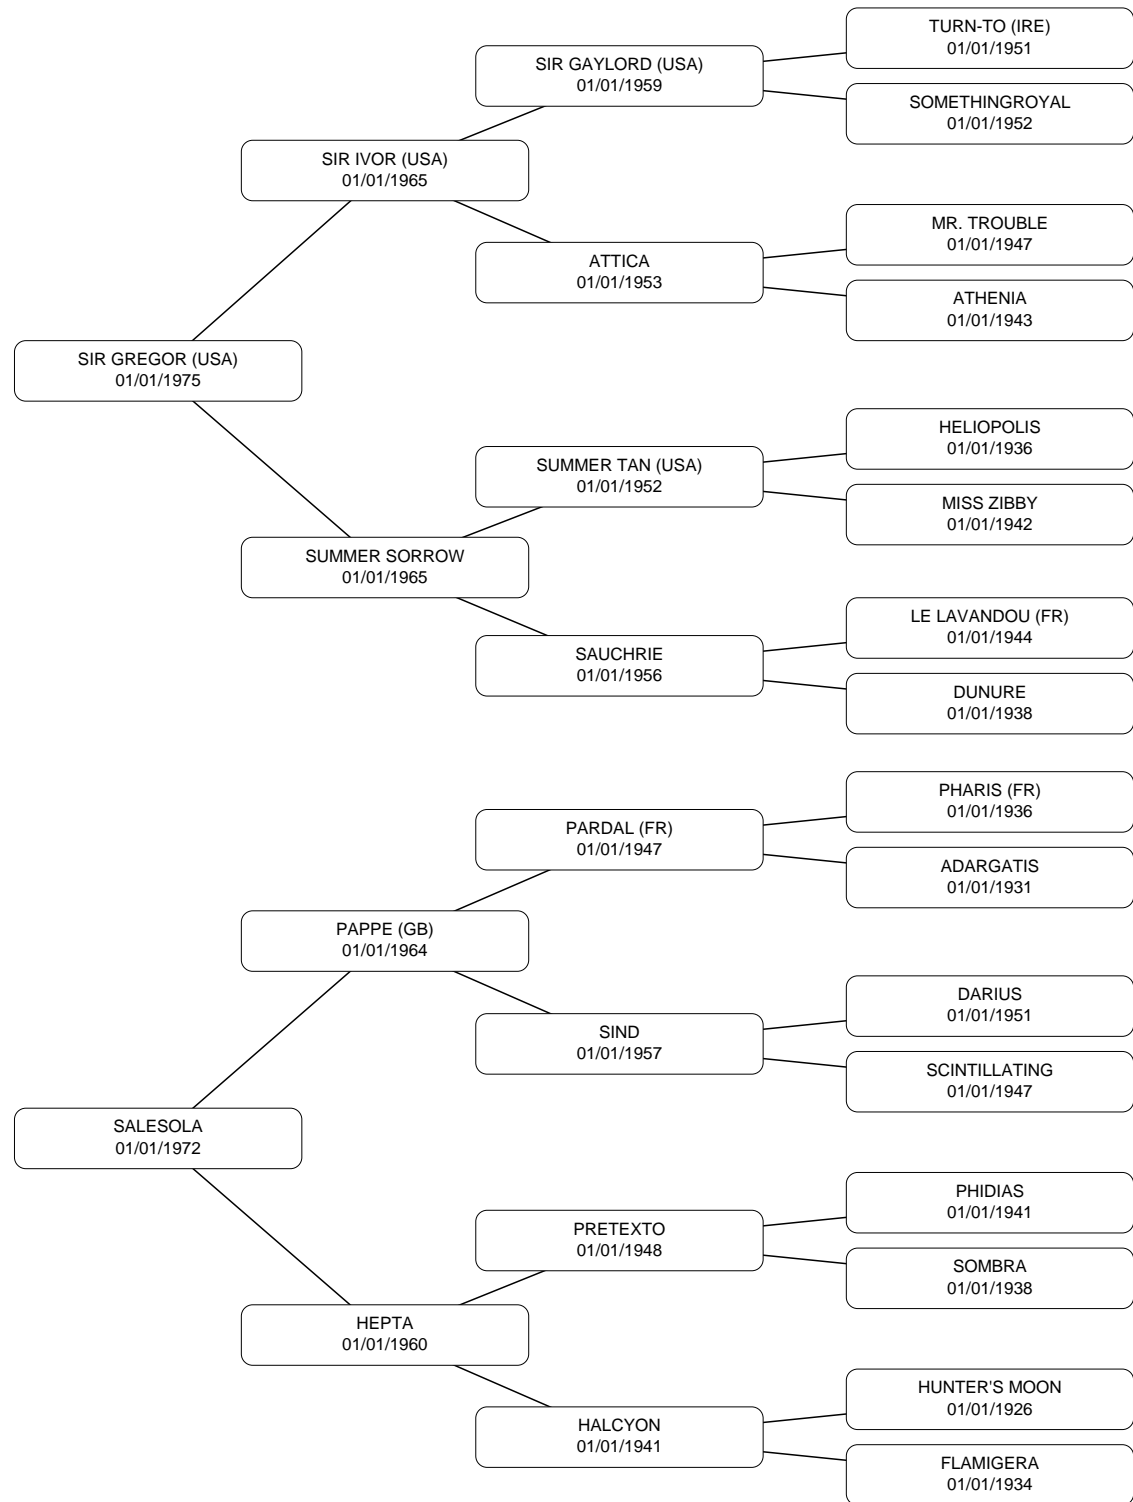 TURN-TO (IRE)
01/01/1951
SIR GAYLORD (USA)
01/01/1959
SOMETHINGROYAL
01/01/1952
SIR IVOR (USA)
01/01/1965
MR. TROUBLE
01/01/1947
ATTICA
01/01/1953
ATHENIA
01/01/1943
SIR GREGOR (USA)
01/01/1975
HELIOPOLIS
01/01/1936
SUMMER TAN (USA)
01/01/1952
MISS ZIBBY
01/01/1942
SUMMER SORROW
01/01/1965
LE LAVANDOU (FR)
01/01/1944
SAUCHRIE
01/01/1956
DUNURE
01/01/1938
PHARIS (FR)
01/01/1936
PARDAL (FR)
01/01/1947
ADARGATIS
01/01/1931
PAPPE (GB)
01/01/1964
DARIUS
01/01/1951
SIND
01/01/1957
SCINTILLATING
01/01/1947
SALESOLA
01/01/1972
PHIDIAS
01/01/1941
PRETEXTO
01/01/1948
SOMBRA
01/01/1938
HEPTA
01/01/1960
HUNTER'S MOON
01/01/1926
HALCYON
01/01/1941
FLAMIGERA
01/01/1934